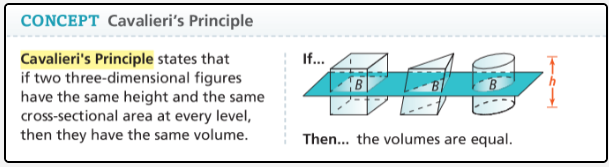 CONCEPT Cavalieri's Principle
Cavalieri's Principle states that
if two three-dimensional figures
have the same height and the same
cross-sectional area at every level,
then they have the same volume.
If...
B B B h
Then... the volumes are equal.